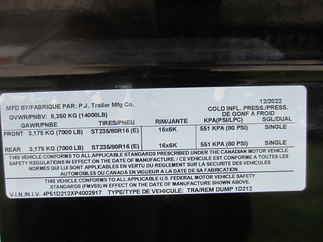 MFD BY/FABRIQUE PAR: P.J. Trailer Mfg Co. 12/2022
GVWR/PNBV: 6,350 KG (14000LB) COLD INFL. PRESS./PRESS. DE GONF A FROID
GAWR/PNBE TIRES/PNEU RIM/JANTE KPA(PSI/LPC) SGL/DUAL
FRONT 3,175 KG (7000 LB) ST235/80R16 (E) 16x6K 551 KPA (80 PSI) SINGLE
REAR 3,175 KG (7000 LB) ST235/80R16 (E) 16x6K 551 KPA (80 PSI) SINGLE
THIS VEHICLE CONFORMS TO ALL APPLICABLE STANDARDS PRESCRIBED UNDER THE CANADIAN MOTOR VEHICLE
SAFETY REGULATIONS IN EFFECT ON THE DATE OF MANUFACTURE / CE VEHICULE EST CONFORME A TOUTES LES
NORMES QUI LUI SONT APPLICABLES EN VERTU DU REGLEMENT SUR LA SECURITE DES VEHICULES
AUTOMOBILES DU CANADA EN VIGUEUR A LA DATE DE SA FABRICATION.
THIS VEHICLE CONFORMS TO ALL APPLICABLE U.S. FEDERAL MOTOR VEHICLE SAFETY
STANDARDS (FMVSS) IN EFFECT ON THE DATE OF MANUFACTURE SHOWN ABOVE.
V.I.N./N.I.V. TYPE/TYPE DE VEHICULE: TRA/REM DUMP